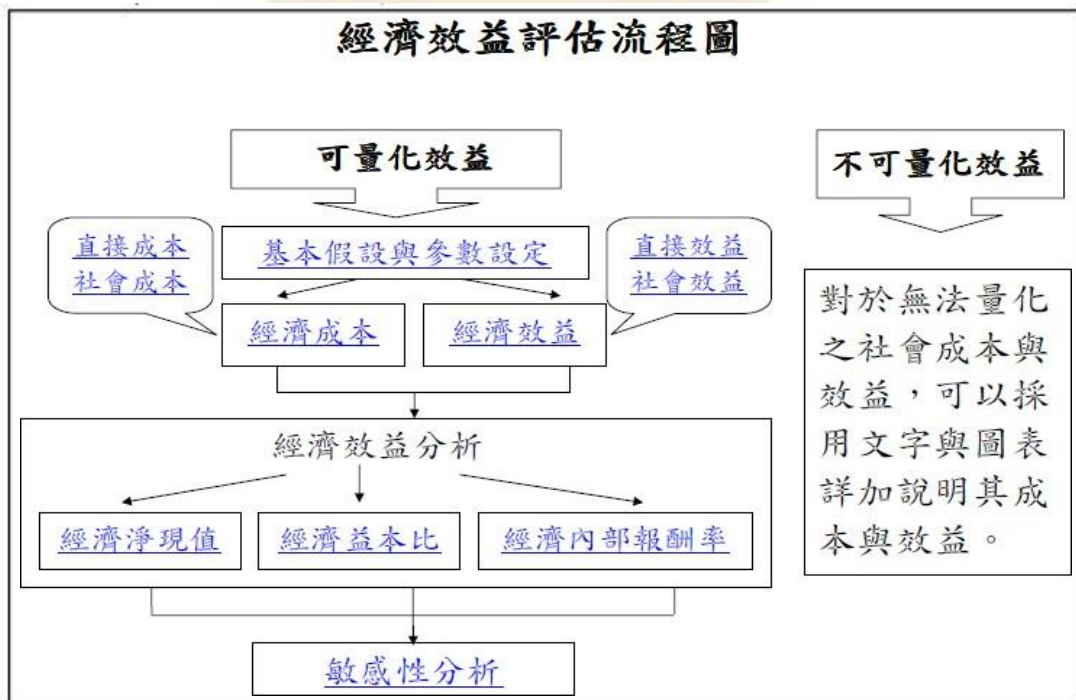 經濟效益評估流程圖
可量化效益
不可量化效益
直接成本
社會成本
基本假設與參數設定
直接效益
社會效益
經濟成本
經濟效益
對於無法量化
之社會成本與
效益，可以採
用文字與圖表
詳加說明其成
本與效益。
經濟效益分析
經濟淨現值
經濟益本比
經濟內部報酬率
敏感性分析